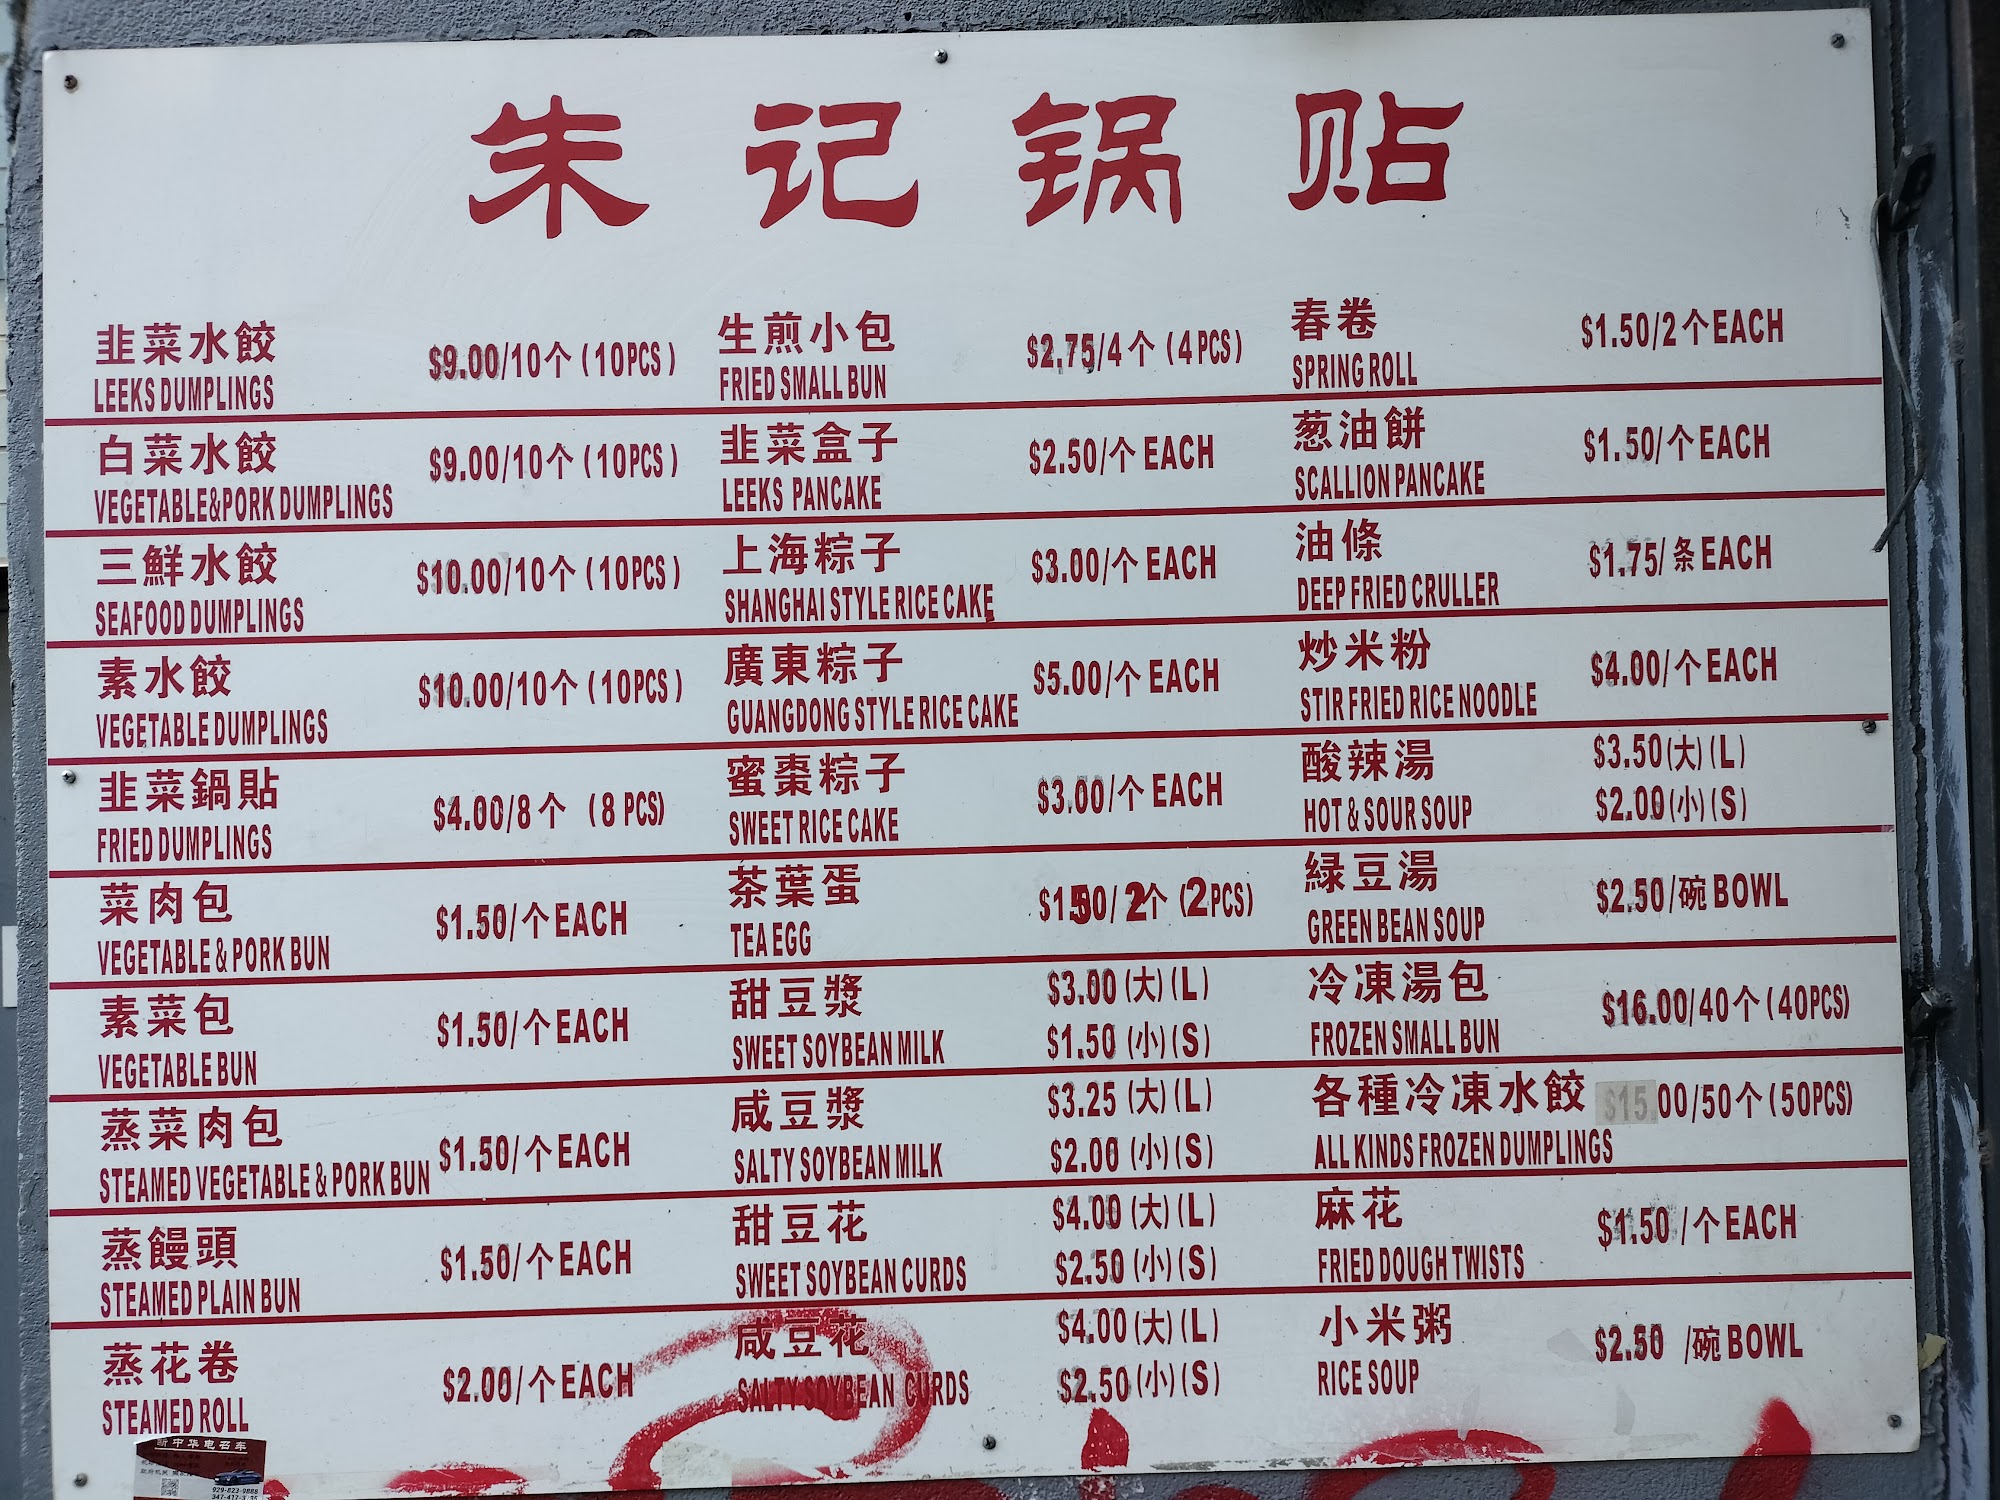 朱记锅贴
韭菜水餃
LEEKS DUMPLINGS
$9.00/10个 (10PCS)
白菜水餃
VEGETABLE&PORK DUMPLINGS
$9.00/10个 (10PCS)
三鮮水餃
SEAFOOD DUMPLINGS
$10.00/10个 (10PCS)
素水餃
VEGETABLE DUMPLINGS
$10.00/10个 (10PCS)
韭菜鍋貼
FRIED DUMPLINGS
$4.00/8个 (8 PCS)
菜肉包
VEGETABLE & PORK BUN
$1.50/个 EACH
素菜包
VEGETABLE BUN
$1.50/个 EACH
蒸菜肉包
STEAMED VEGETABLE & PORK BUN
$1.50/个 EACH
蒸饅頭
STEAMED PLAIN BUN
$1.50/个 EACH
蒸花卷
STEAMED ROLL
$2.00/个 EACH
生煎小包
FRIED SMALL BUN
$2.75/4个 (4PCS)
韭菜盒子
LEEKS PANCAKE
$2.50/个 EACH
上海粽子
SHANGHAI STYLE RICE CAKE
$3.00/个 EACH
廣東粽子
GUANGDONG STYLE RICE CAKE
$5.00/个 EACH
蜜棗粽子
SWEET RICE CAKE
$3.00/个 EACH
茶葉蛋
TEA EGG
$1.50/2个 (2PCS)
甜豆漿
SWEET SOYBEAN MILK
$3.00 (大) (L)
$1.50 (小) (S)
咸豆漿
SALTY SOYBEAN MILK
$3.25 (大) (L)
$2.00 (小) (S)
甜豆花
SWEET SOYBEAN CURDS
$4.00 (大) (L)
$2.50 (小) (S)
咸豆花
SALTY SOYBEAN CURDS
$4.00 (大) (L)
$2.50 (小) (S)
春卷
SPRING ROLL
$1.50/2个 EACH
葱油餅
SCALLION PANCAKE
$1.50/个 EACH
油條
DEEP FRIED CRULLER
$1.75/条 EACH
炒米粉
STIR FRIED RICE NOODLE
$4.00/个 EACH
酸辣湯
HOT & SOUR SOUP
$3.50(大) (L)
$2.00(小) (S)
緑豆湯
GREEN BEAN SOUP
$2.50/碗 BOWL
冷凍湯包
FROZEN SMALL BUN
$16.00/40个 (40PCS)
各種冷凍水餃
ALL KINDS FROZEN DUMPLINGS
$15.00/50个 (50PCS)
麻花
FRIED DOUGH TWISTS
$1.50 /个 EACH
小米粥
RICE SOUP
$2.50 /碗 BOWL
新中华电召车
929-823-9888